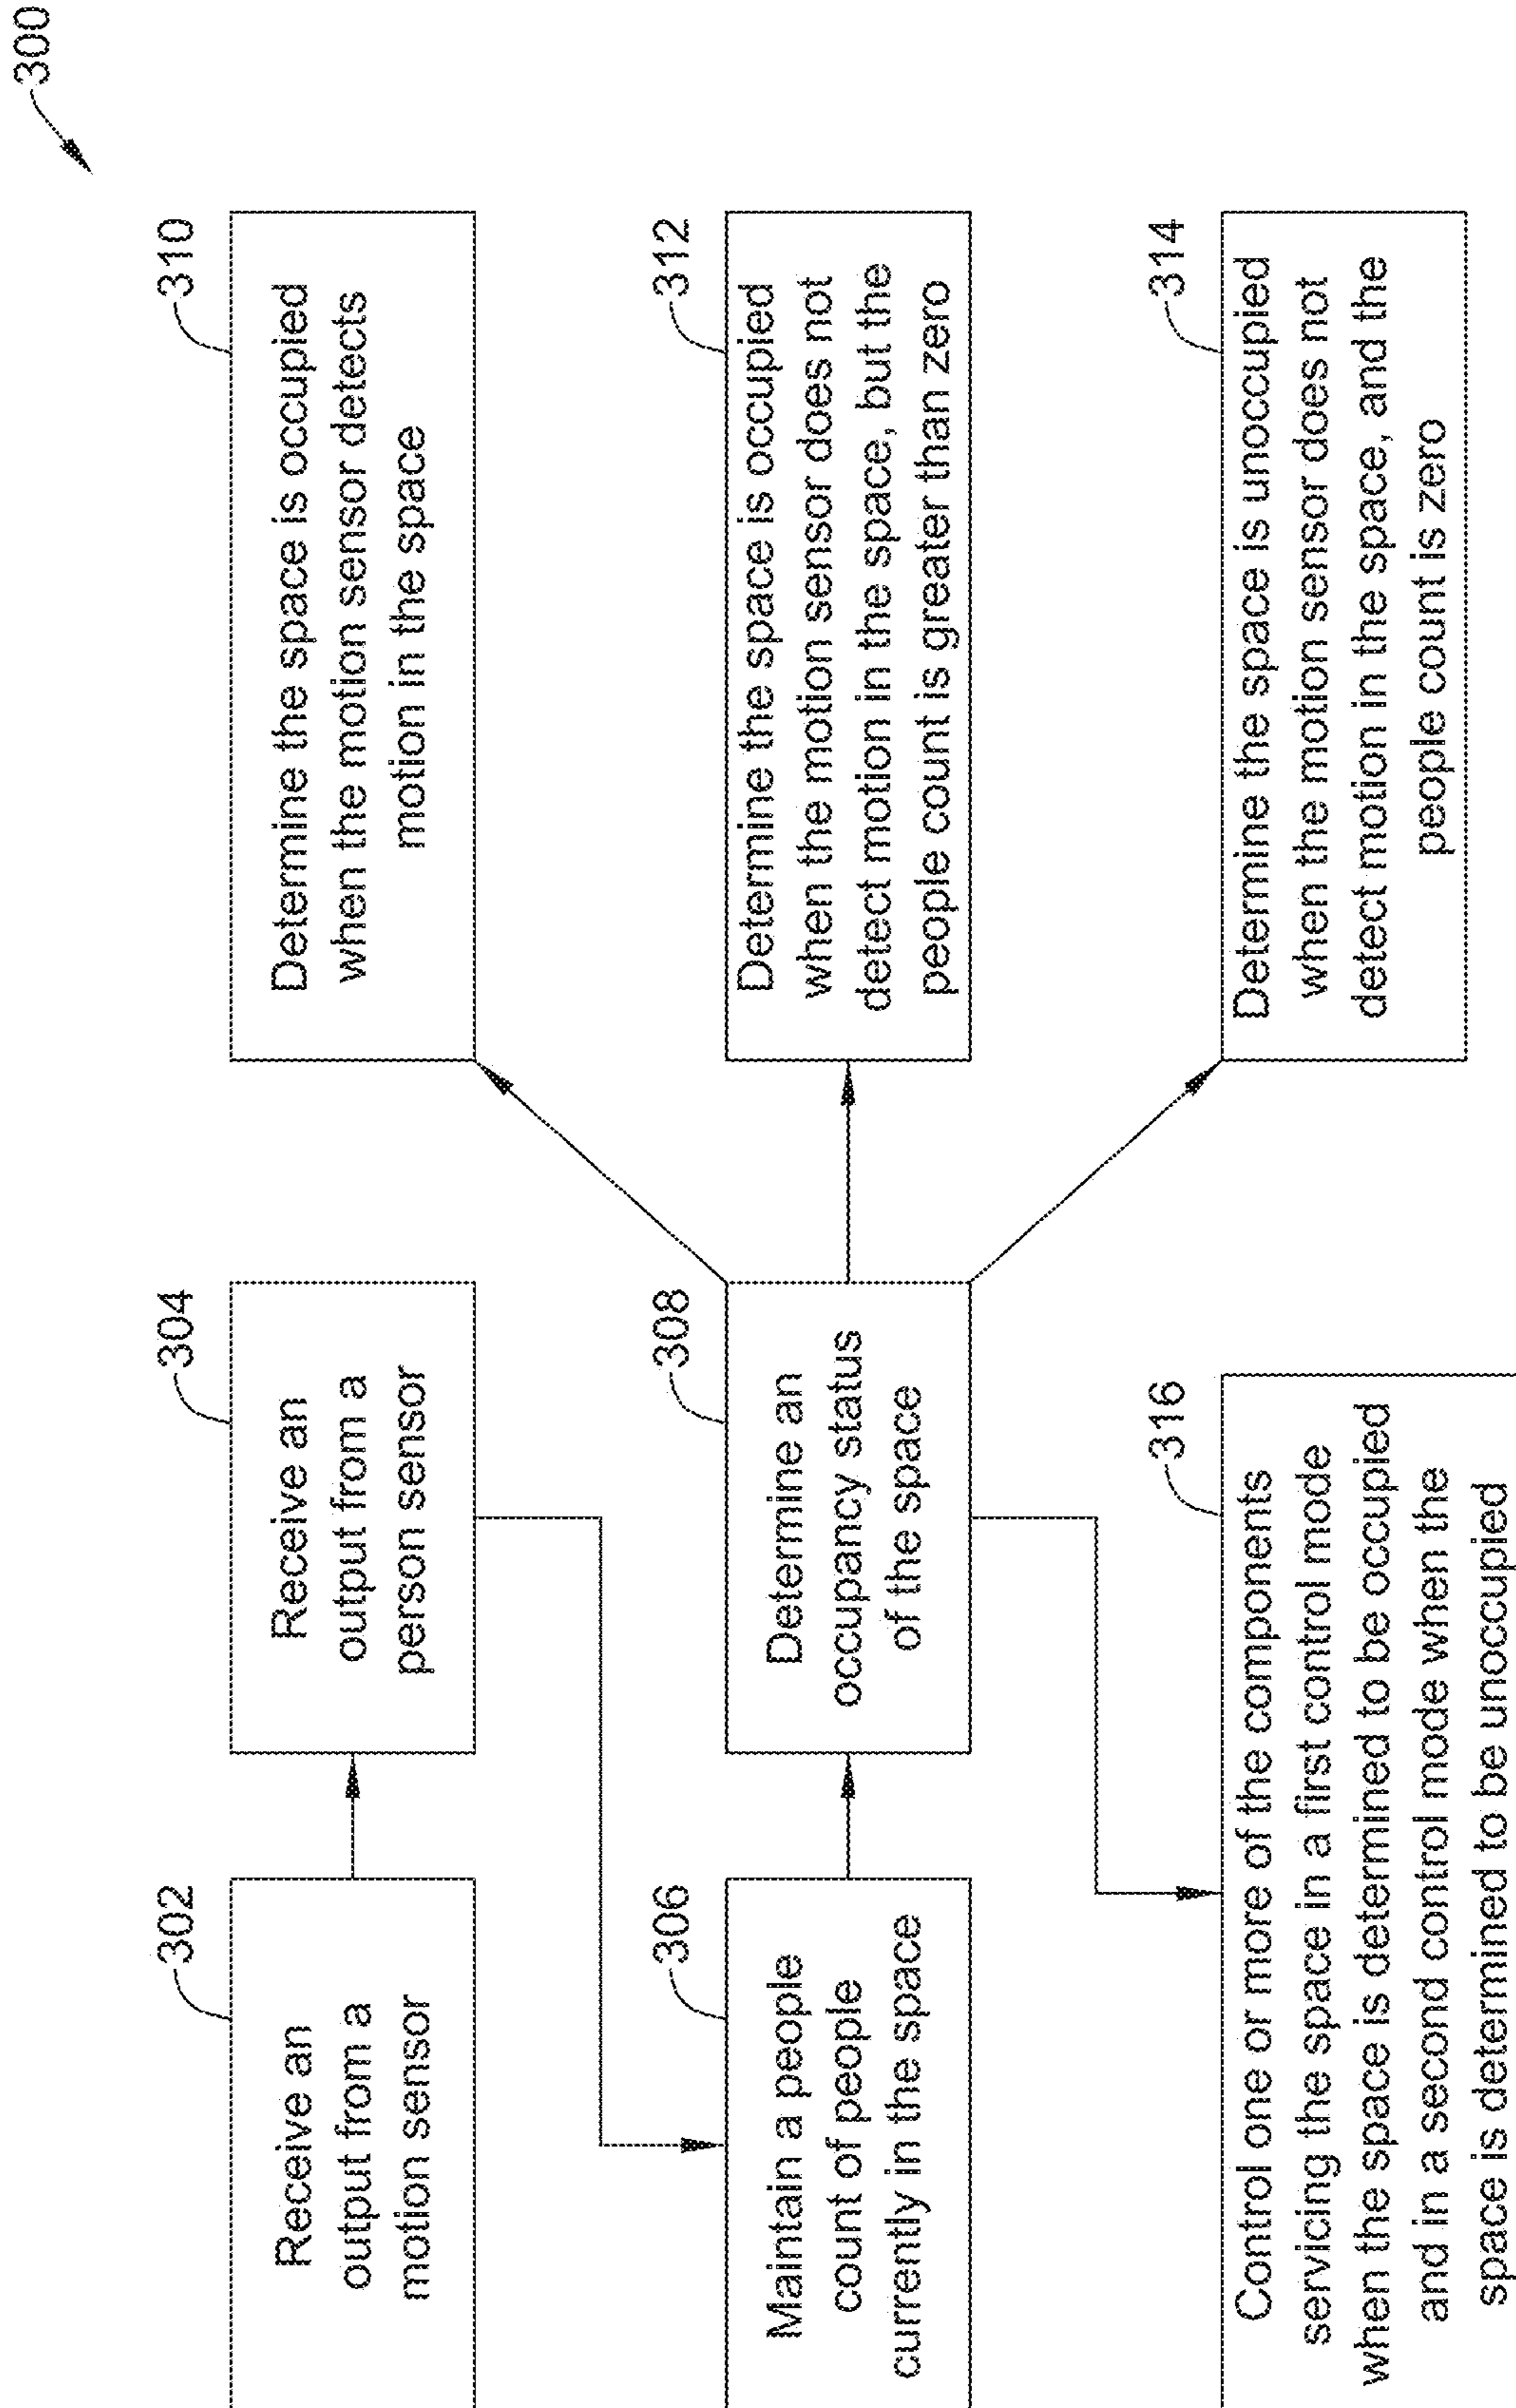 300
302
Receive an
output from a
motion sensor
304
Receive an
output from a
person sensor
306
Maintain a people
count of people
currently in the space
308
Determine an
occupancy status
of the space
310
Determine the space is occupied
when the motion sensor detects
motion in the space
312
Determine the space is occupied
when the motion sensor does not
detect motion in the space, but the
people count is greater than zero
314
Determine the space is unoccupied
when the motion sensor does not
detect motion in the space, and the
people count is zero
316
Control one or more of the components
servicing the space in a first control mode
when the space is determined to be occupied
and in a second control mode when the
space is determined to be unoccupied